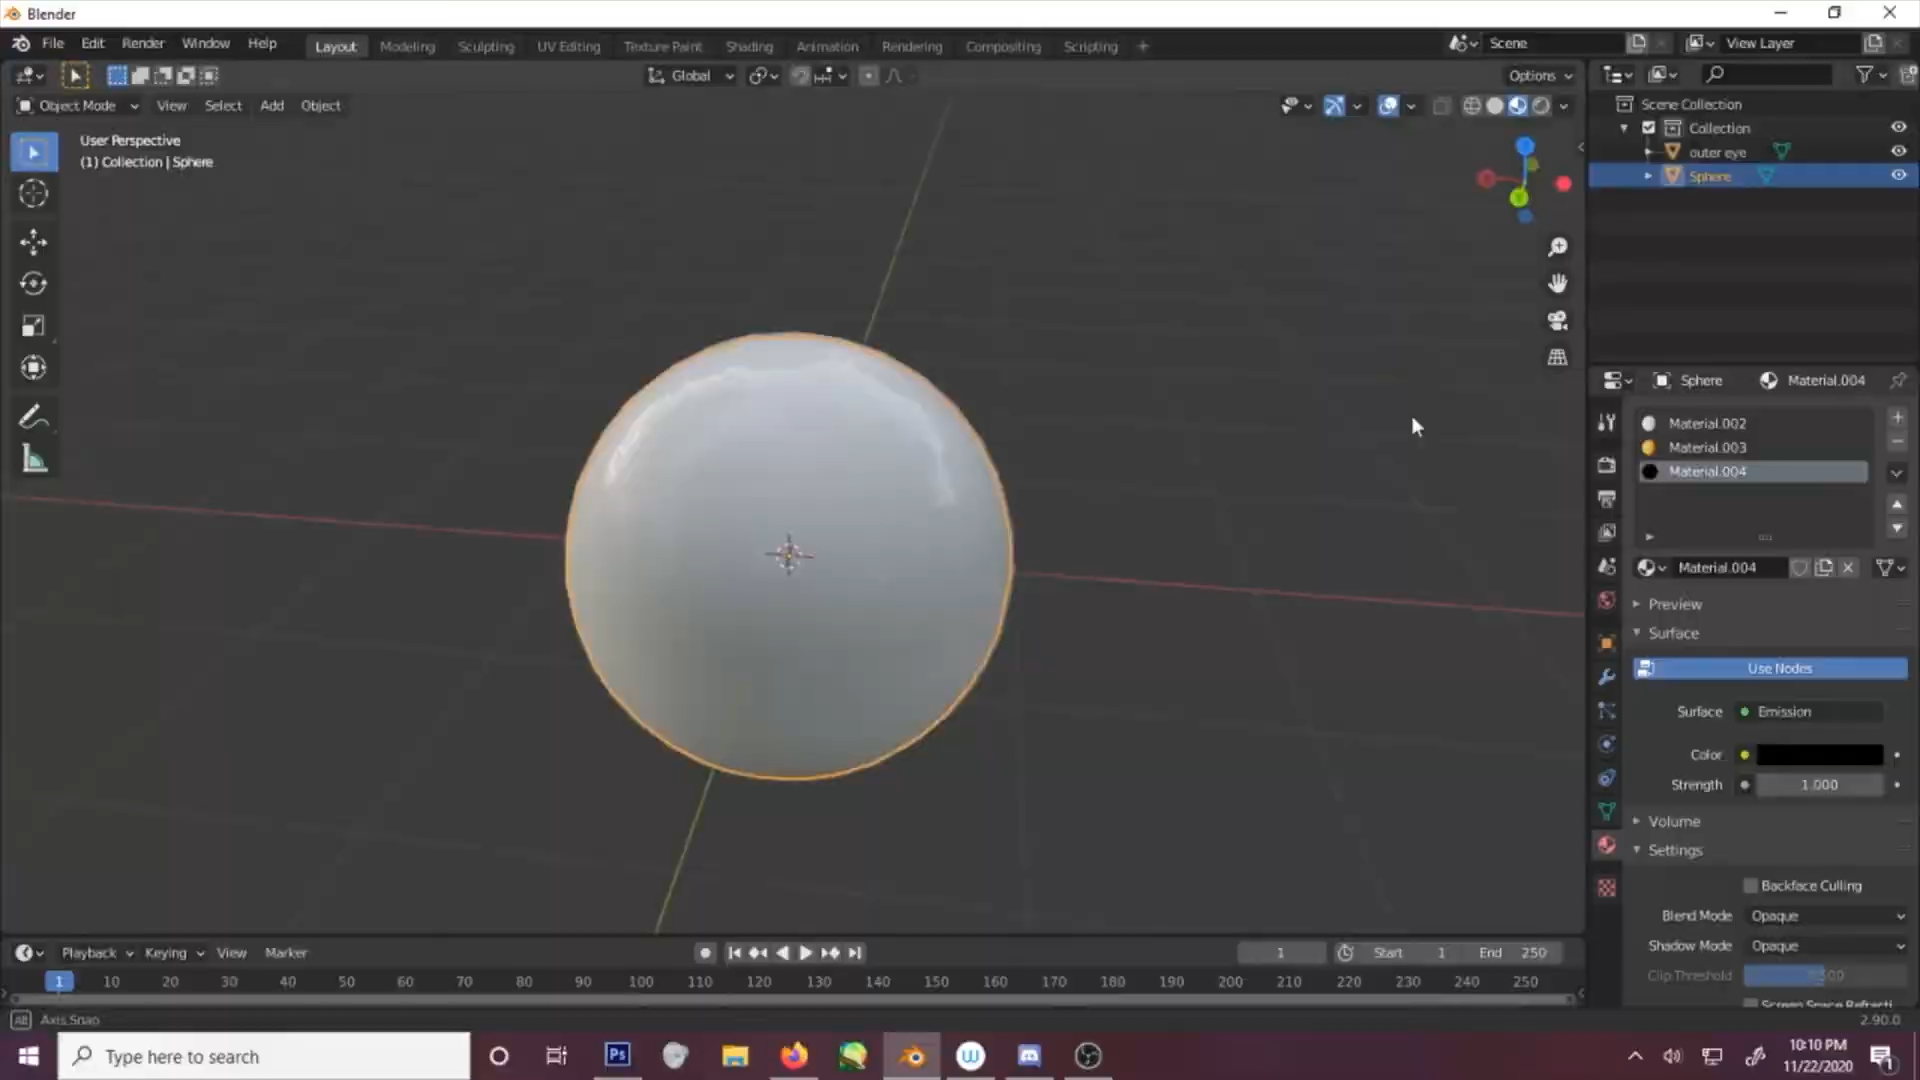 Blender
File Edit Render Window Help Layout Modeling Sculpting UV Editing Texture Paint Shading Animation Rendering Compositing Scripting + Scene View Layer
Global Options
Object Mode View Select Add Object
User Perspective
(1) Collection | Sphere
Scene Collection
Collection
outer eye
Sphere
Sphere Material.004
Material.002
Material.003
Material.004
Material.004
Preview
Surface
Use Nodes
Surface Emission
Color
Strength 1.000
Volume
Settings
Backface Culling
Blend Mode Opaque
Shadow Mode Opaque
Clip Threshold
Screen Space Refracti
Playback Keying View Marker 1 Start 1 End 250
1 10 20 30 40 50 60 70 80 90 100 110 120 130 140 150 160 170 180 190 200 210 220 230 240 250
Alt Axis Snap 2.90.0
Type here to search Ps
10:10 PM
11/22/2020
1